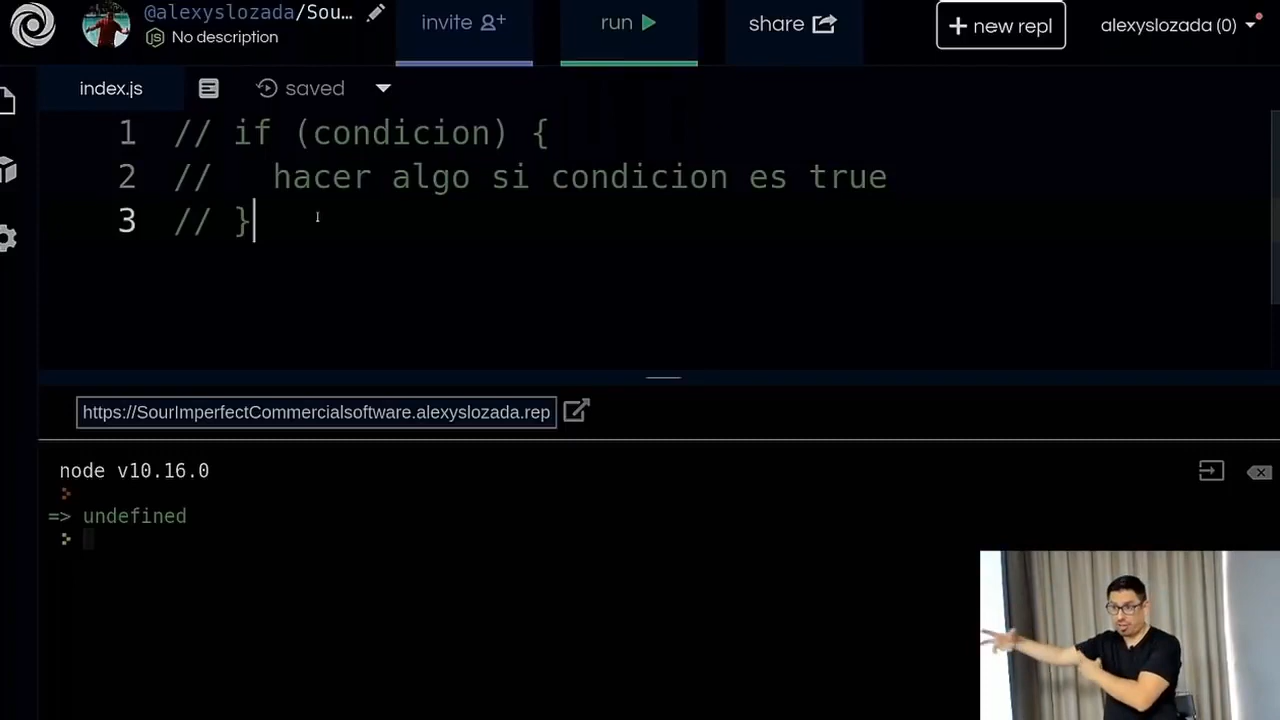 @alexyslozada/Sour…
No description
invite
run
share
+ new repl
alexyslozada (0)
index.js
saved
1 // if (condicion) {
2 //   hacer algo si condicion es true
3 // }
https://SourImperfectCommercialsoftware.alexyslozada.rep
node v10.16.0
>
=> undefined
>